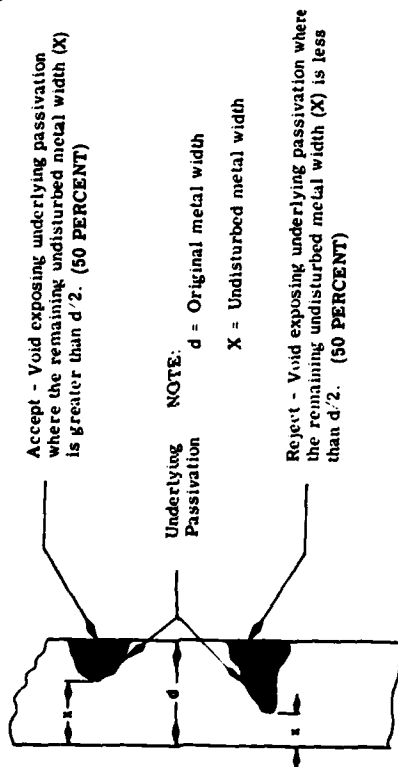 Accept - Void exposing underlying passivation
where the remaining undisturbed metal width (X)
is greater than d/2. (50 PERCENT)
Underlying
Passivation
NOTE:
d = Original metal width
X = Undisturbed metal width
Reject - Void exposing underlying passivation where
the remaining undisturbed metal width (X) is less
than d/2. (50 PERCENT)
x
d
x